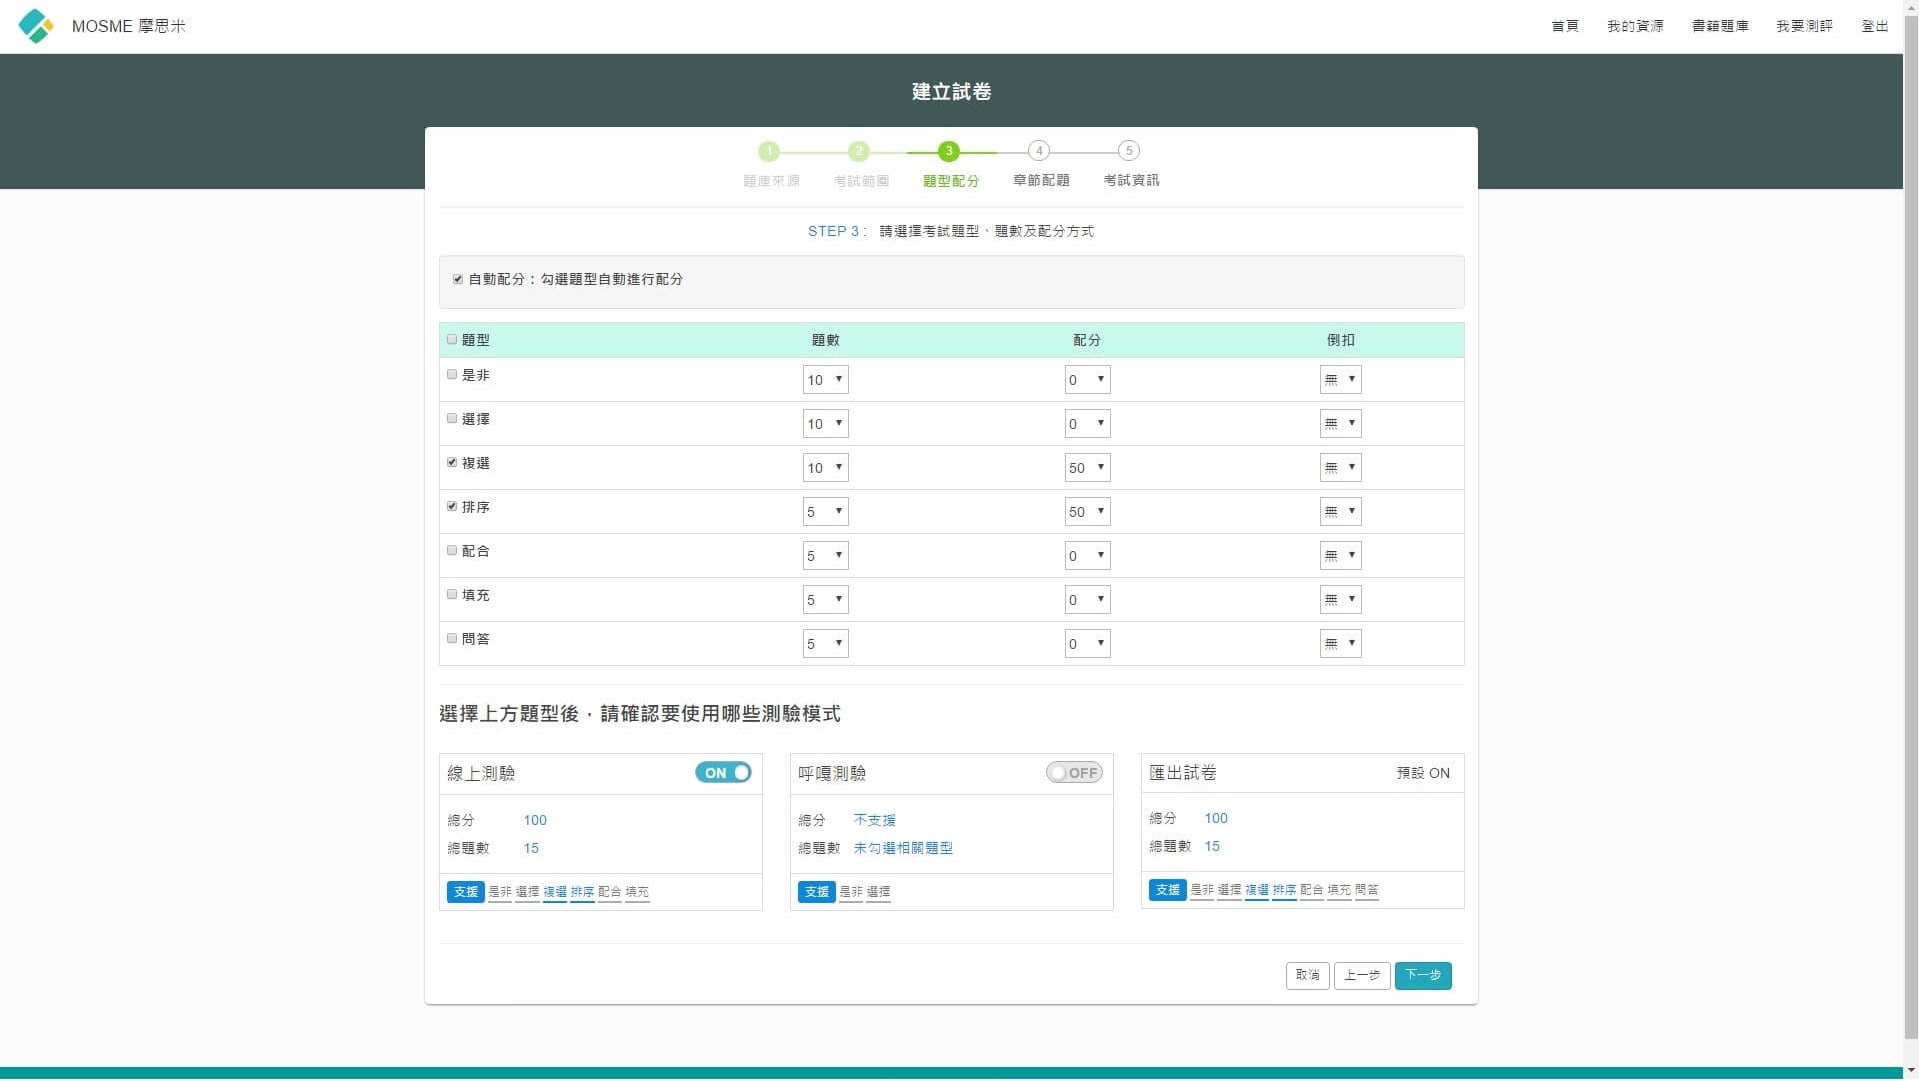 MOSME 摩思米
首頁 我的資源 書籍題庫 我要測評 登出
建立試卷
1 2 3 4 5
題庫來源 考試範圍 題型配分 章節配題 考試資訊
STEP 3 : 請選擇考試題型、題數及配分方式
自動配分：勾選題型自動進行配分
題型 題數 配分 倒扣
是非 10 0 無
選擇 10 0 無
複選 10 50 無
排序 5 50 無
配合 5 0 無
填充 5 0 無
問答 5 0 無
選擇上方題型後，請確認要使用哪些測驗模式
線上測驗 ON
總分 100
總題數 15
支援 是非 選擇 複選 排序 配合 填充
呼嘎測驗 OFF
總分 不支援
總題數 未勾選相關題型
支援 是非 選擇
匯出試卷 預設 ON
總分 100
總題數 15
支援 是非 選擇 複選 排序 配合 填充 問答
取消 上一步 下一步